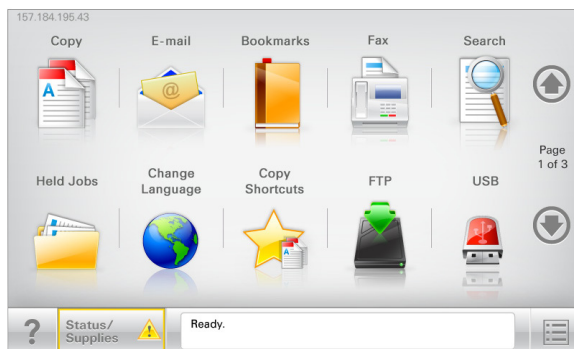 157.184.195.43
Copy
E-mail
Bookmarks
Fax
Search
A
@
Page
1 of 3
Held Jobs
Change
Language
Copy
Shortcuts
FTP
USB
A
?
Status/
Supplies
!
Ready.